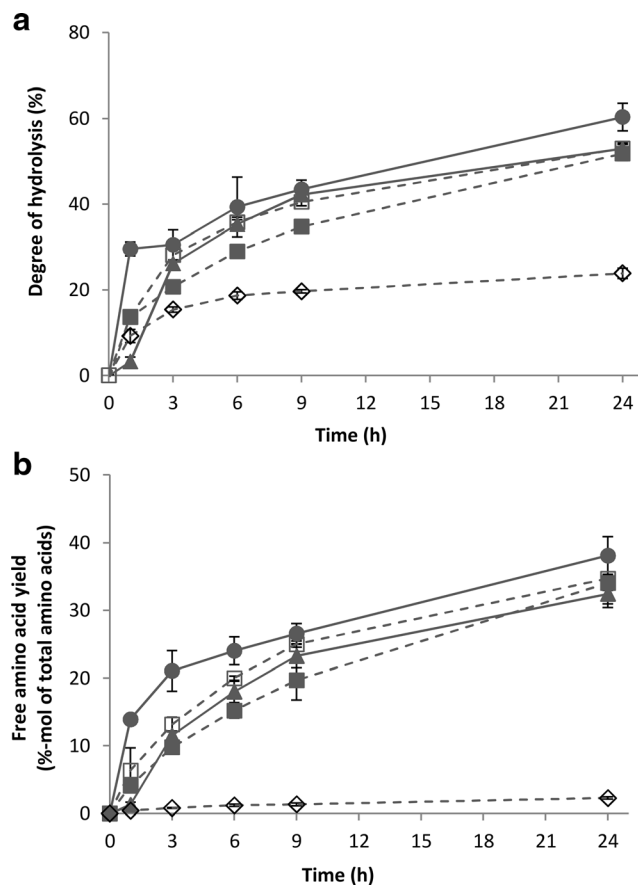 a
80
60
40
20
0
Degree of hydrolysis (%)
0 3 6 9 12 15 18 21 24
Time (h)
b
50
40
30
20
10
0
Free amino acid yield
(%-mol of total amino acids)
0 3 6 9 12 15 18 21 24
Time (h)